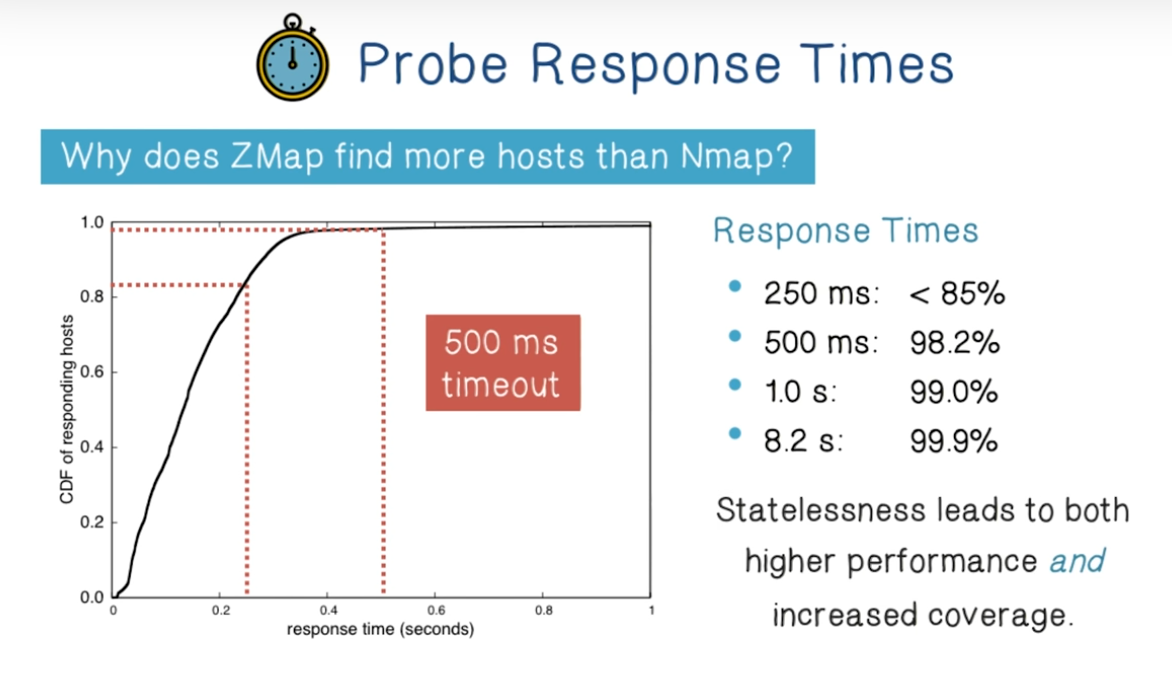 Probe Response Times
Why does ZMap find more hosts than Nmap?
CDF of responding hosts
1.0
0.8
0.6
0.4
0.2
0.0
0
0.2
0.4
0.6
0.8
1
response time (seconds)
500 ms
timeout
Response Times
• 250 ms: < 85%
• 500 ms: 98.2%
• 1.0 s: 99.0%
• 8.2 s: 99.9%
Statelessness leads to both
higher performance and
increased coverage.